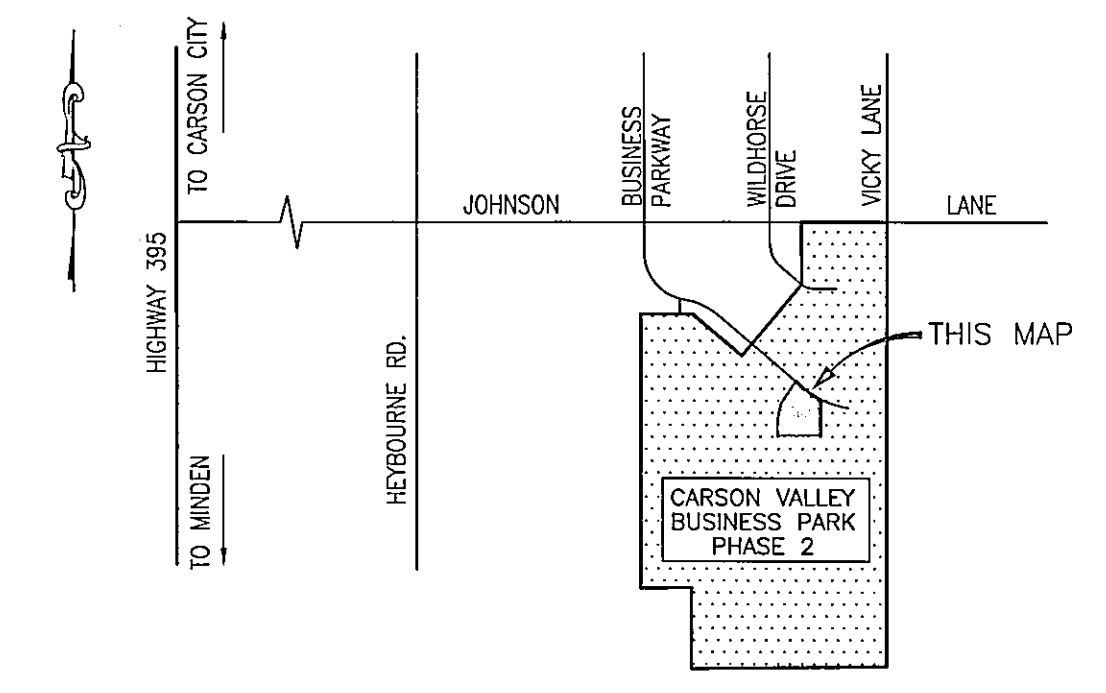 TO CARSON CITY
HIGHWAY 395
TO MINDEN
HEYBOURNE RD.
JOHNSON
BUSINESS
PARKWAY
WILDHORSE
DRIVE
VICKY LANE
LANE
THIS MAP
CARSON VALLEY
BUSINESS PARK
PHASE 2